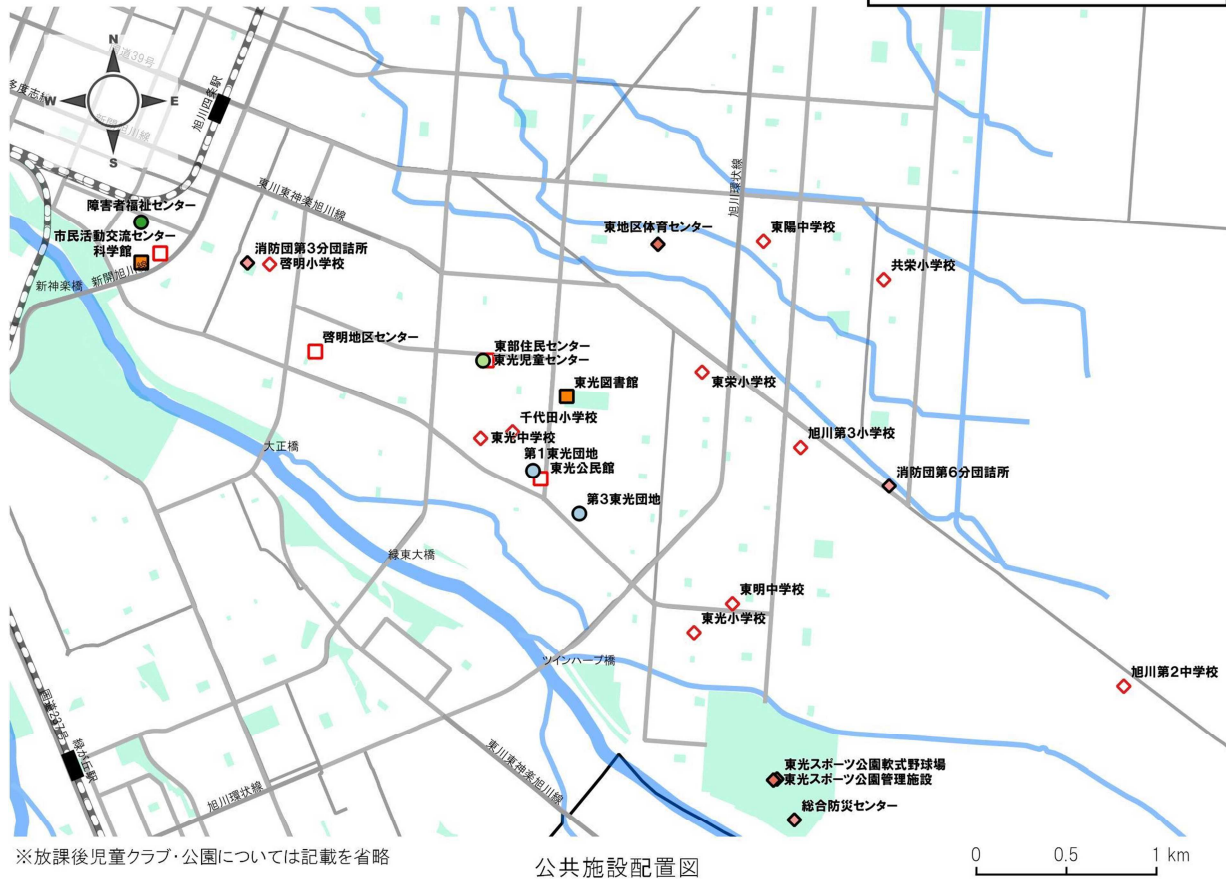 N
W
E
S
国道39号
多度志線
新開旭川線
旭川四条駅
東川東神楽旭川線
旭川環状線
障害者福祉センター
市民活動交流センター
科学館
新神楽橋
新開旭川線
消防団第3分団詰所
啓明小学校
東地区体育センター
東陽中学校
共栄小学校
啓明地区センター
東部住民センター
東光児童センター
東光図書館
東栄小学校
千代田小学校
東光中学校
旭川第3小学校
大正橋
第1東光団地
東光公民館
消防団第6分団詰所
第3東光団地
緑東大橋
東明中学校
東光小学校
ツインハープ橋
旭川第2中学校
国道237号
緑が丘駅
旭川環状線
東川東神楽旭川線
東光スポーツ公園軟式野球場
東光スポーツ公園管理施設
総合防災センター
※放課後児童クラブ・公園については記載を省略
公共施設配置図
0 0.5 1 km